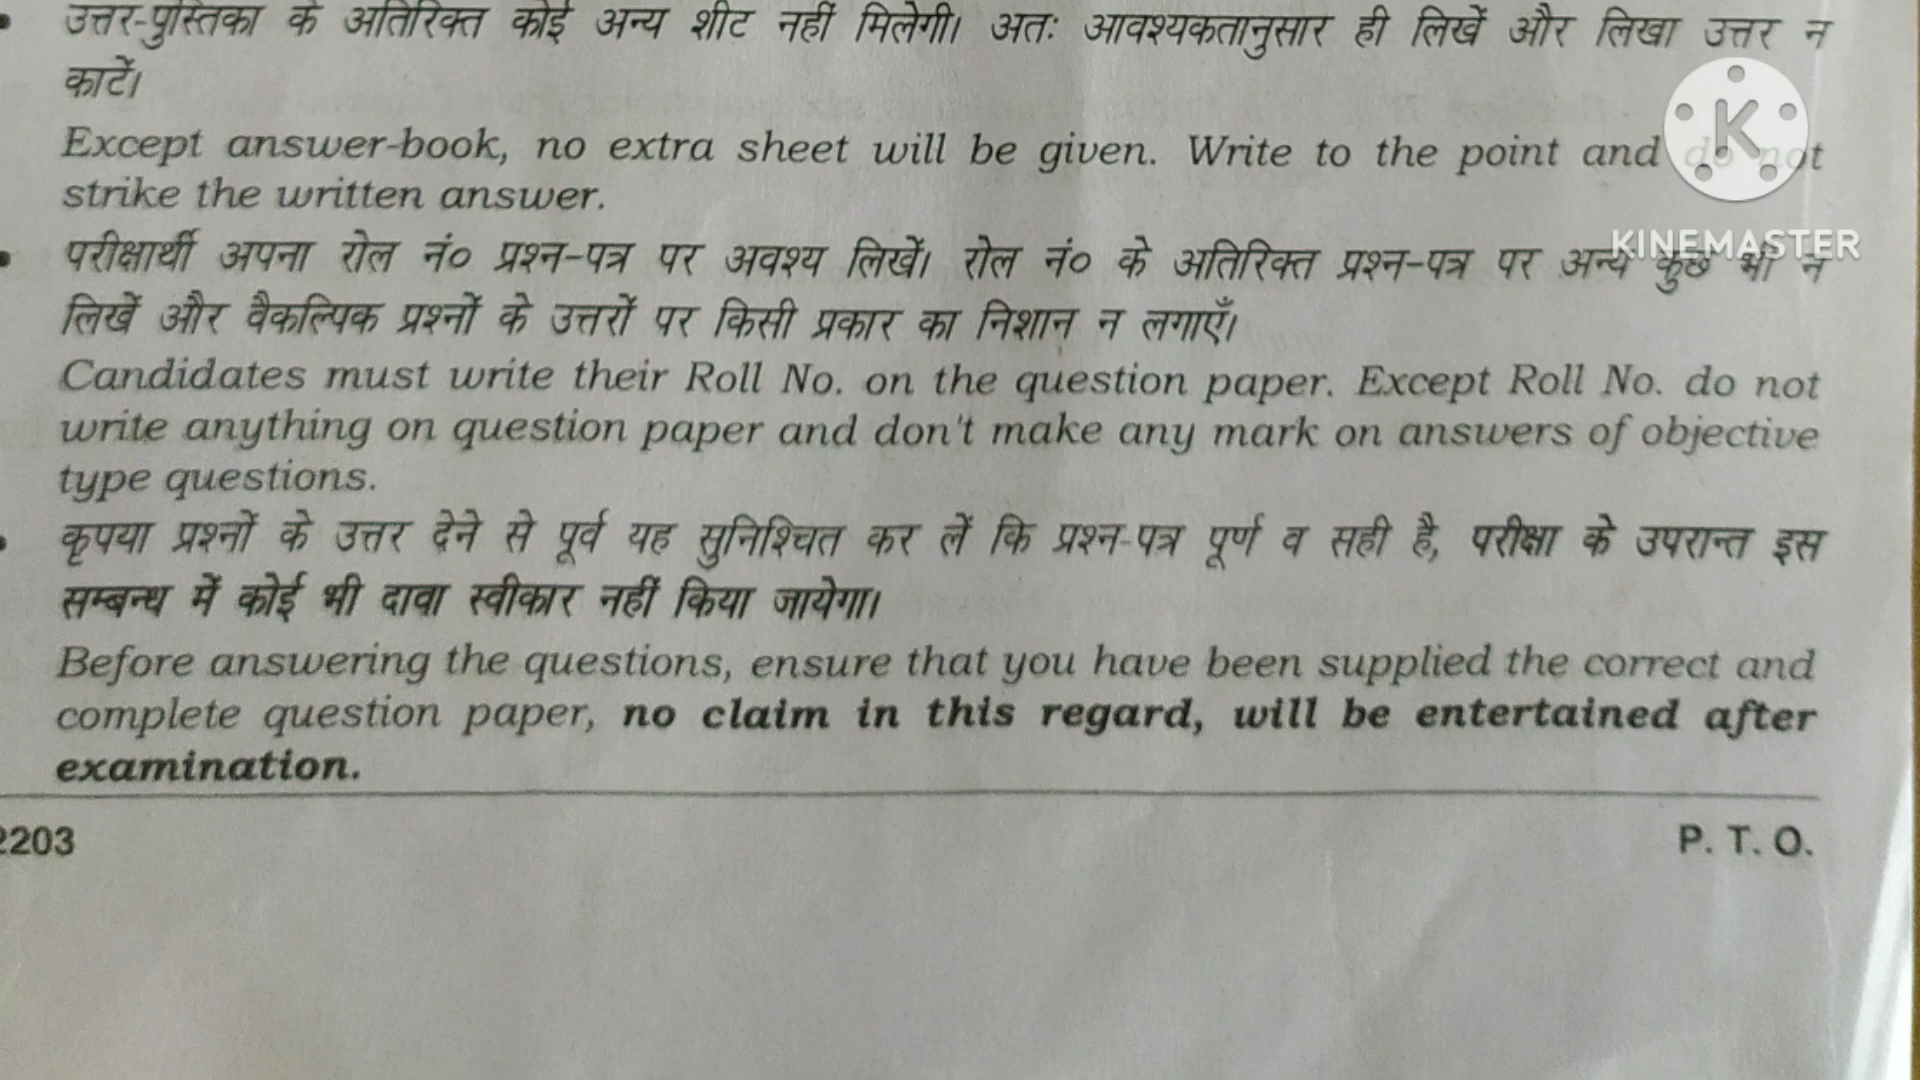 उत्तर-पुस्तिका के अतिरिक्त कोई अन्य शीट नहीं मिलेगी। अतः आवश्यकतानुसार ही लिखें और लिखा उत्तर न
काटें।
Except answer-book, no extra sheet will be given. Write to the point and do not
strike the written answer.
परीक्षार्थी अपना रोल नं० प्रश्न-पत्र पर अवश्य लिखें। रोल नं० के अतिरिक्त प्रश्न-पत्र पर अन्य कुछ भी न
लिखें और वैकल्पिक प्रश्नों के उत्तरों पर किसी प्रकार का निशान न लगाएँ।
Candidates must write their Roll No. on the question paper. Except Roll No. do not
write anything on question paper and don't make any mark on answers of objective
type questions.
कृपया प्रश्नों के उत्तर देने से पूर्व यह सुनिश्चित कर लें कि प्रश्न-पत्र पूर्ण व सही है, परीक्षा के उपरान्त इस
सम्बन्ध में कोई भी दावा स्वीकार नहीं किया जायेगा।
Before answering the questions, ensure that you have been supplied the correct and
complete question paper, no claim in this regard, will be entertained after
examination.
2203
P. T. O.
K
KINEMASTER